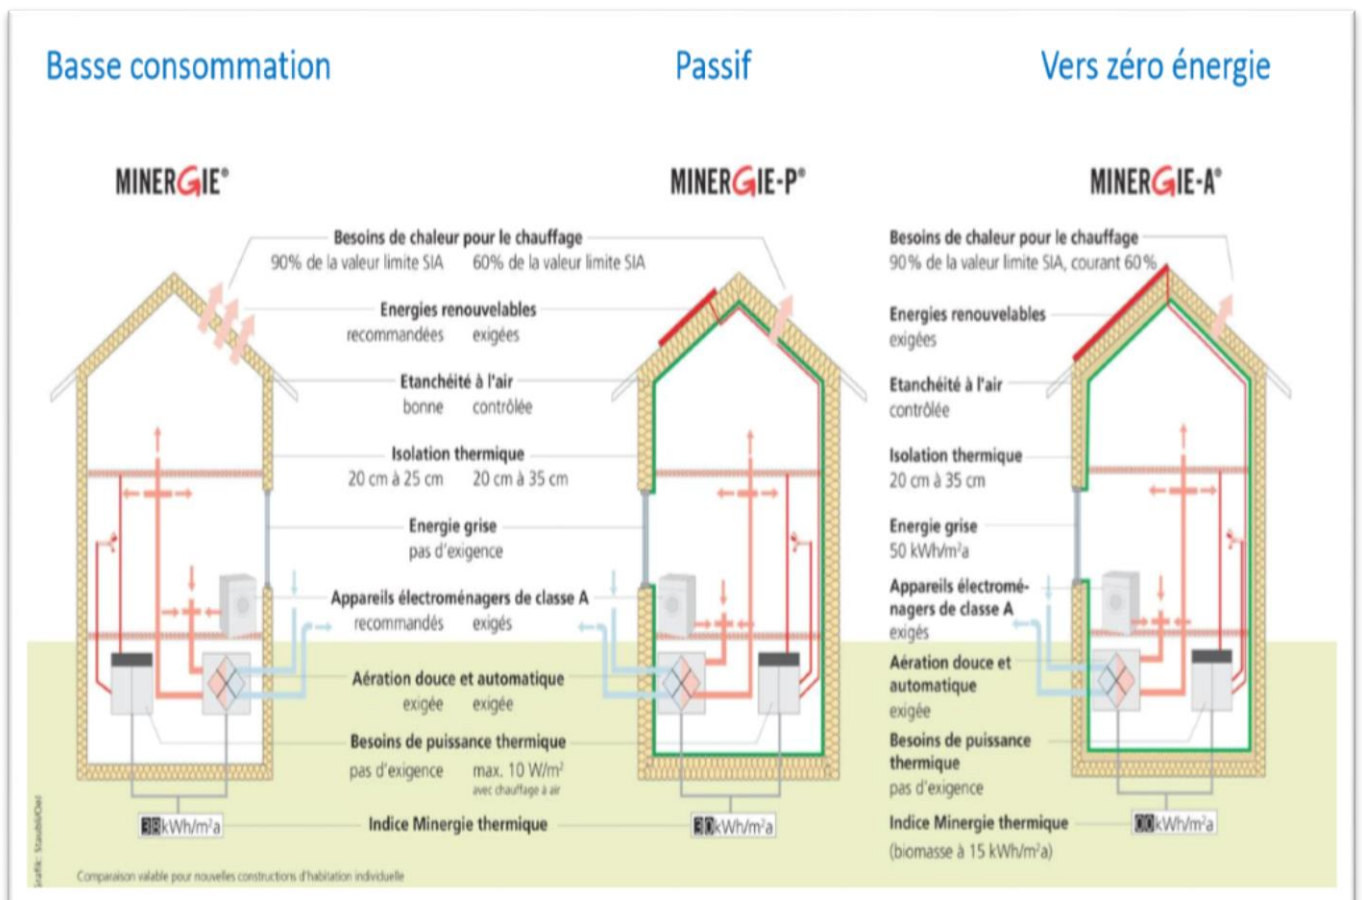 Basse consommation
Passif
Vers zéro énergie
MINERGIE®
MINERGIE-P®
MINERGIE-A®
Besoins de chaleur pour le chauffage
90% de la valeur limite SIA 60% de la valeur limite SIA
Energies renouvelables
recommandées exigées
Etanchéité à l'air
bonne contrôlée
Isolation thermique
20 cm à 25 cm 20 cm à 35 cm
Energie grise
pas d'exigence
Appareils électroménagers de classe A
recommandés exigés
Aération douce et automatique
exigée exigée
Besoins de puissance thermique
pas d'exigence max. 10 W/m²
avec chauffage à air
Indice Minergie thermique
38kWh/m²a
30kWh/m²a
Besoins de chaleur pour le chauffage
90% de la valeur limite SIA, courant 60%
Energies renouvelables
exigées
Etanchéité à l'air
contrôlée
Isolation thermique
20 cm à 35 cm
Energie grise
50 kWh/m²a
Appareils électromé-
nagers de classe A
exigés
Aération douce et
automatique
exigée
Besoins de puissance
thermique
pas d'exigence
Indice Minergie thermique
(biomasse à 15 kWh/m²a)
00kWh/m²a
Comparaison valable pour nouvelles constructions d'habitation individuelle